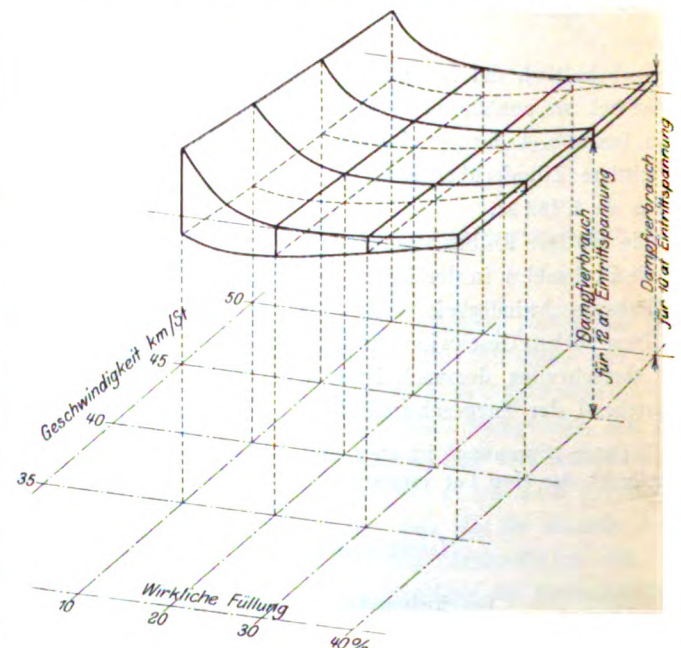 Dampfverbrauch
für 10 at Eintrittspannung
Dampfverbrauch
für 12 at Eintrittspannung
Geschwindigkeit km/St
50
45
40
35
Wirkliche Füllung
10
20
30
40%